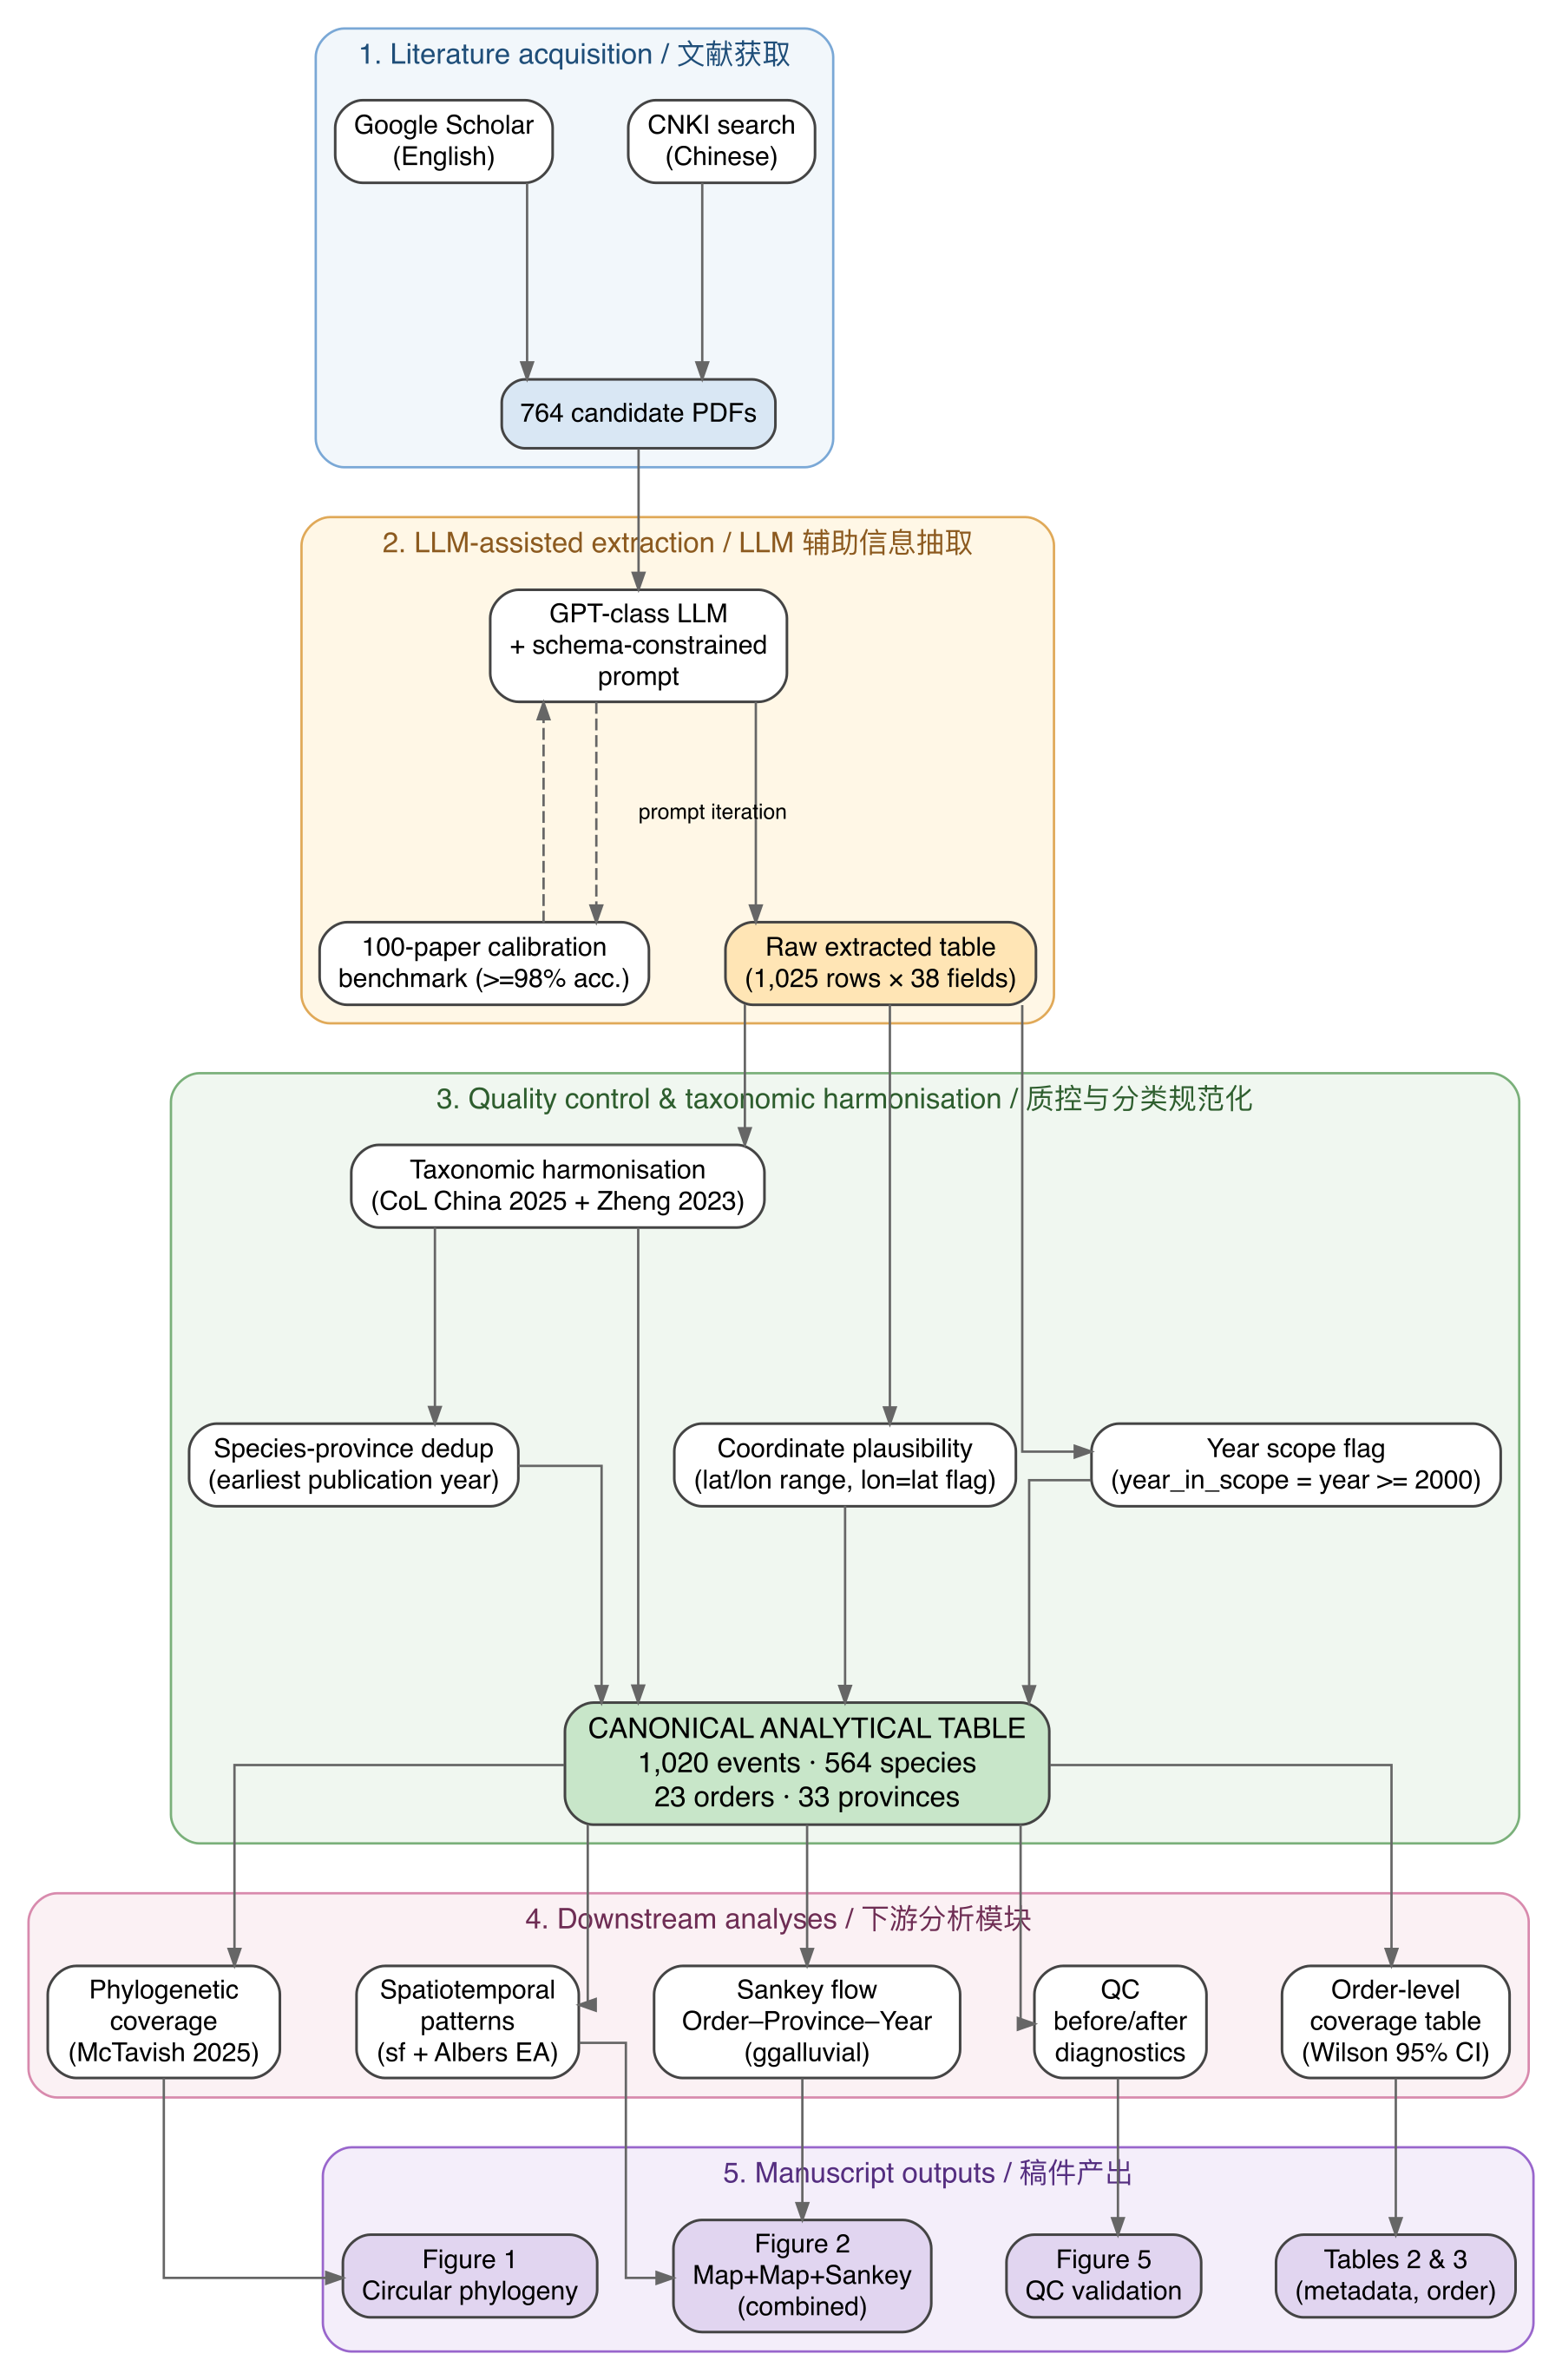 1. Literature acquisition / 文献获取
Google Scholar
(English)
CNKI search
(Chinese)
764 candidate PDFs
2. LLM-assisted extraction / LLM 辅助信息抽取
GPT-class LLM
+ schema-constrained
prompt
prompt iteration
100-paper calibration
benchmark (>=98% acc.)
Raw extracted table
(1,025 rows × 38 fields)
3. Quality control & taxonomic harmonisation / 质控与分类规范化
Taxonomic harmonisation
(CoL China 2025 + Zheng 2023)
Species-province dedup
(earliest publication year)
Coordinate plausibility
(lat/lon range, lon=lat flag)
Year scope flag
(year_in_scope = year >= 2000)
CANONICAL ANALYTICAL TABLE
1,020 events · 564 species
23 orders · 33 provinces
4. Downstream analyses / 下游分析模块
Phylogenetic
coverage
(McTavish 2025)
Spatiotemporal
patterns
(sf + Albers EA)
Sankey flow
Order–Province–Year
(ggalluvial)
QC
before/after
diagnostics
Order-level
coverage table
(Wilson 95% CI)
5. Manuscript outputs / 稿件产出
Figure 1
Circular phylogeny
Figure 2
Map+Map+Sankey
(combined)
Figure 5
QC validation
Tables 2 & 3
(metadata, order)